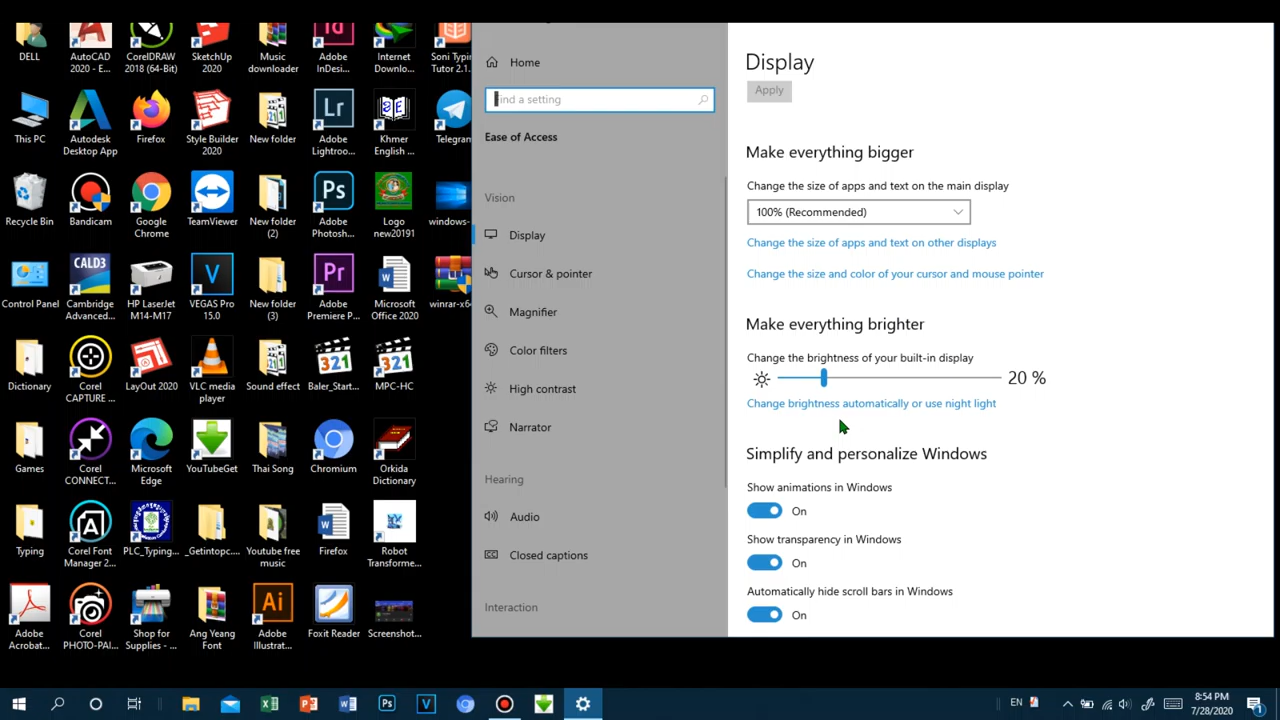 DELL
AutoCAD
2020 - E...
CorelDRAW
2018 (64-Bit)
SketchUp
2020
Music
downloader
Adobe
InDesi...
Internet
Downlo...
Soni Typin
Tutor 2.1.
This PC
Autodesk
Desktop App
Firefox
Style Builder
2020
New folder
Lr
Adobe
Lightroo...
Khmer
English ...
Telegram
Recycle Bin
Bandicam
Google
Chrome
TeamViewer
New folder
(2)
Ps
Adobe
Photosh...
Logo
new20191
windows-
Control Panel
CALD3
Cambridge
Advanced...
HP LaserJet
M14-M17
V
VEGAS Pro
15.0
New folder
(3)
Pr
Adobe
Premiere P...
Microsoft
Office 2020
winrar-x64
Dictionary
Corel
CAPTURE ...
LayOut 2020
VLC media
player
Sound effect
321
Baler_Start...
321
MPC-HC
Games
Corel
CONNECT...
Microsoft
Edge
YouTubeGet
Thai Song
Chromium
Orkida
Dictionary
Typing
Corel Font
Manager 2...
PLC_Typing...
_Getintopc....
Youtube free
music
Firefox
Robot
Transforme...
Adobe
Acrobat...
Corel
PHOTO-PAI...
Shop for
Supplies - ...
Ang Yeang
Font
Ai
Adobe
Illustrat...
Foxit Reader
Screenshot...
Home
Find a setting
Ease of Access
Vision
Display
Cursor & pointer
Magnifier
Color filters
High contrast
Narrator
Hearing
Audio
Closed captions
Interaction
Display
Apply
Make everything bigger
Change the size of apps and text on the main display
100% (Recommended)
Change the size of apps and text on other displays
Change the size and color of your cursor and mouse pointer
Make everything brighter
Change the brightness of your built-in display
20 %
Change brightness automatically or use night light
Simplify and personalize Windows
Show animations in Windows
On
Show transparency in Windows
On
Automatically hide scroll bars in Windows
On
Ps
V
EN
8:54 PM
7/28/2020
1